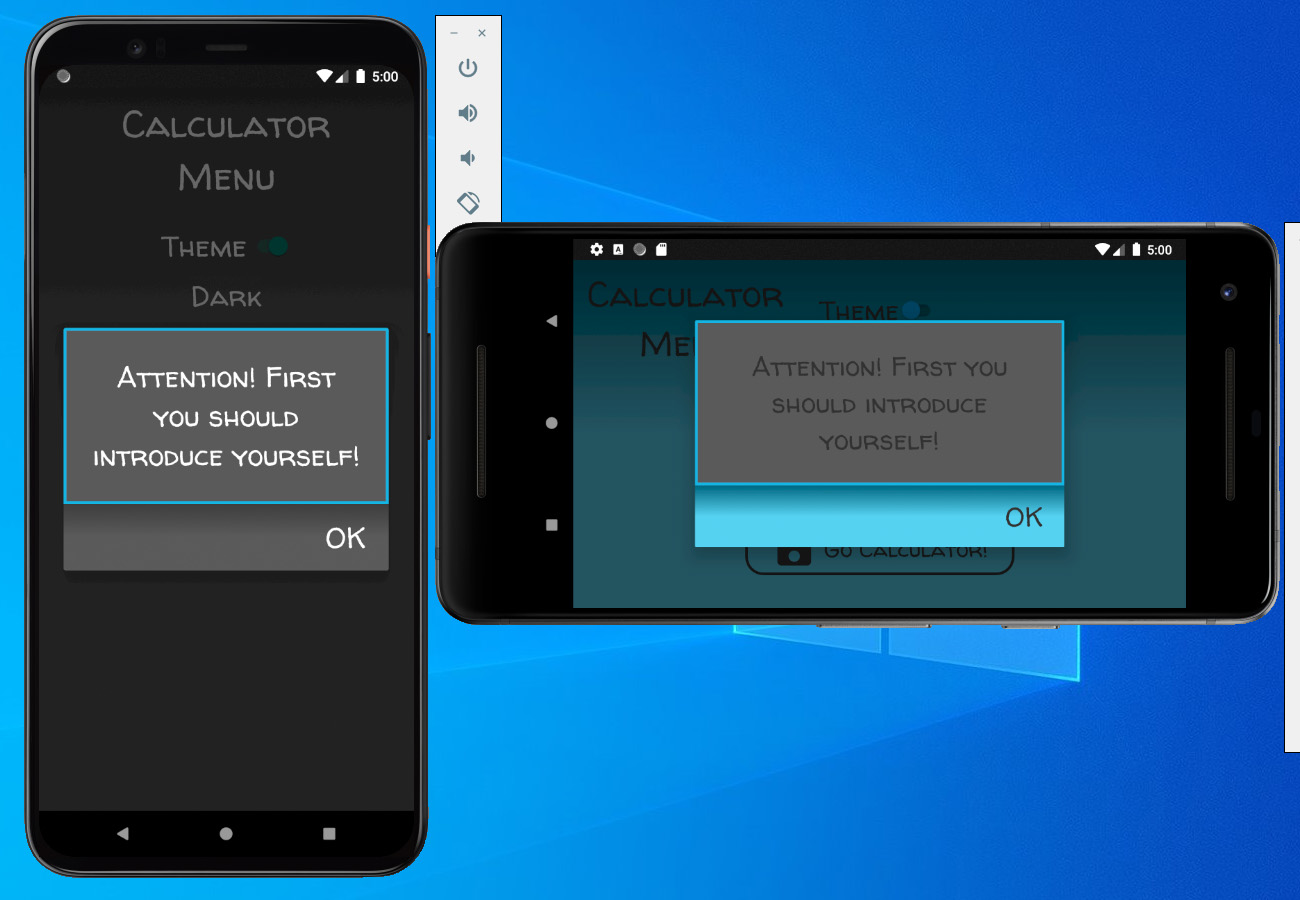 5:00
CALCULATOR
MENU
THEME
DARK
ATTENTION! FIRST
YOU SHOULD
INTRODUCE YOURSELF!
OK
A
5:00
CALCULATOR
THEME
ATTENTION! FIRST YOU
SHOULD INTRODUCE
YOURSELF!
OK
GO CALCULATOR!